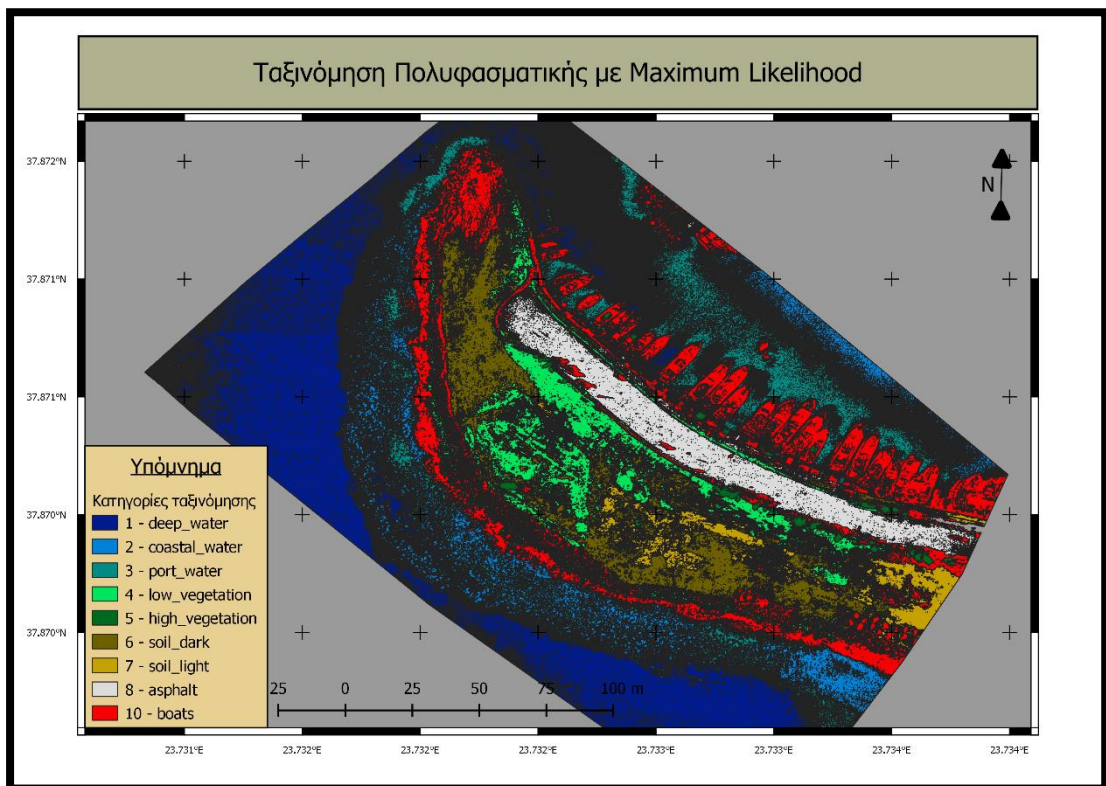 Ταξινόμηση Πολυφασματικής με Maximum Likelihood
37.872°N
37.871°N
37.871°N
37.870°N
37.870°N
N
Υπόμνημα
Κατηγορίες ταξινόμησης
1 - deep_water
2 - coastal_water
3 - port_water
4 - low_vegetation
5 - high_vegetation
6 - soil_dark
7 - soil_light
8 - asphalt
10 - boats
25 0 25 50 75 100 m
23.731°E 23.732°E 23.732°E 23.732°E 23.733°E 23.733°E 23.734°E 23.734°E